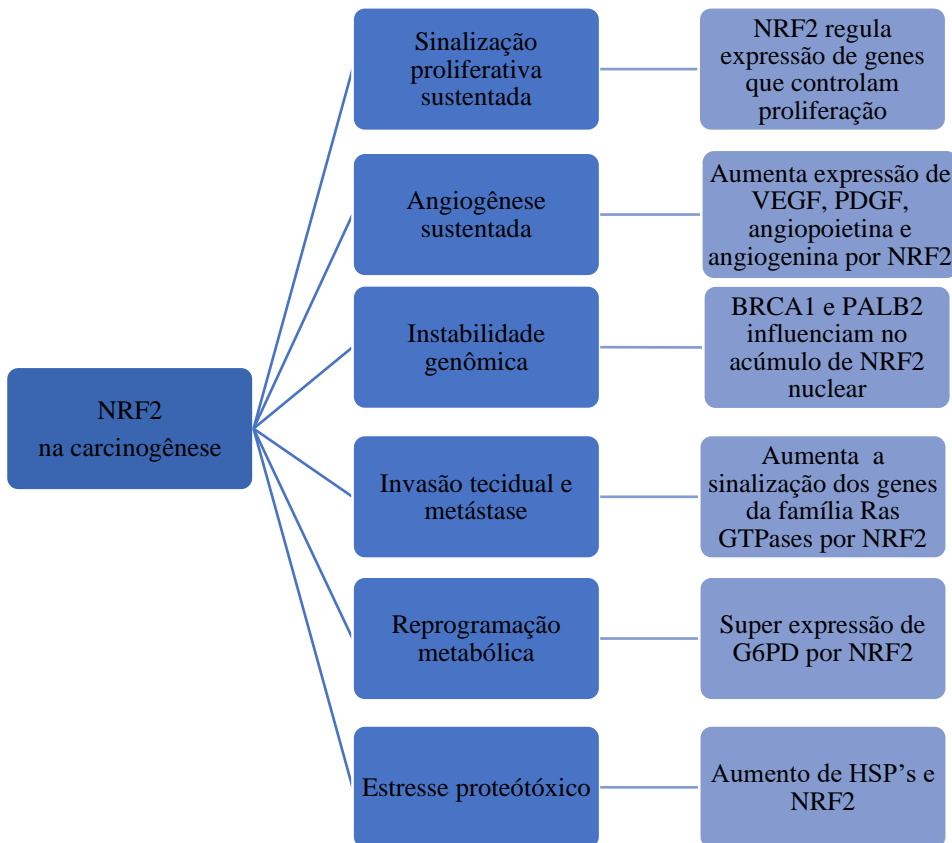 Sinalização
proliferativa
sustentada
NRF2 regula
expressão de genes
que controlam
proliferação
Angiogênese
sustentada
Aumenta expressão de
VEGF, PDGF,
angiopoietina e
angiogenina por NRF2
Instabilidade
genômica
BRCA1 e PALB2
influenciam no
acúmulo de NRF2
nuclear
NRF2
na carcinogênese
Invasão tecidual e
metástase
Aumenta a
sinalização dos genes
da família Ras
GTPases por NRF2
Reprogramação
metabólica
Super expressão de
G6PD por NRF2
Estresse proteótóxico
Aumento de HSP’s e
NRF2